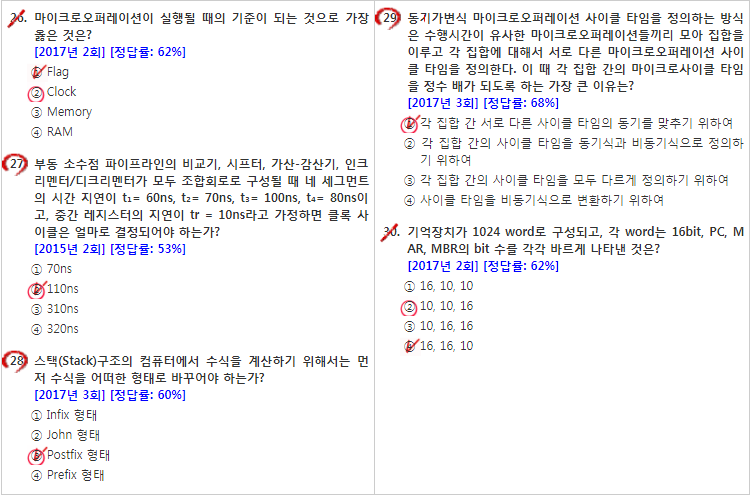 26. 마이크로오퍼레이션이 실행될 때의 기준이 되는 것으로 가장
옳은 것은?
[2017년 2회] [정답률: 62%]
① Flag
② Clock
③ Memory
④ RAM
27. 부동 소수점 파이프라인의 비교기, 시프터, 가산-감산기, 인크
리멘터/디크리멘터가 모두 조합회로로 구성될 때 네 세그먼트
의 시간 지연이 t₁= 60ns, t₂= 70ns, t₃= 100ns, t₄= 80ns이
고, 중간 레지스터의 지연이 tr = 10ns라고 가정하면 클록 사
이클은 얼마로 결정되어야 하는가?
[2015년 2회] [정답률: 53%]
① 70ns
② 110ns
③ 310ns
④ 320ns
28. 스택(Stack)구조의 컴퓨터에서 수식을 계산하기 위해서는 먼
저 수식을 어떠한 형태로 바꾸어야 하는가?
[2017년 3회] [정답률: 60%]
① Infix 형태
② John 형태
③ Postfix 형태
④ Prefix 형태
29. 동기가변식 마이크로오퍼레이션 사이클 타임을 정의하는 방식
은 수행시간이 유사한 마이크로오퍼레이션들끼리 모아 집합을
이루고 각 집합에 대해서 서로 다른 마이크로오퍼레이션 사이
클 타임을 정의한다. 이 때 각 집합 간의 마이크로사이클 타임
을 정수 배가 되도록 하는 가장 큰 이유는?
[2017년 3회] [정답률: 68%]
① 각 집합 간 서로 다른 사이클 타임의 동기를 맞추기 위하여
② 각 집합 간의 사이클 타임을 동기식과 비동기식으로 정의하
기 위하여
③ 각 집합 간의 사이클 타임을 모두 다르게 정의하기 위하여
④ 사이클 타임을 비동기식으로 변환하기 위하여
30. 기억장치가 1024 word로 구성되고, 각 word는 16bit, PC, M
AR, MBR의 bit 수를 각각 바르게 나타낸 것은?
[2017년 2회] [정답률: 62%]
① 16, 10, 10
② 10, 10, 16
③ 10, 16, 16
④ 16, 16, 10